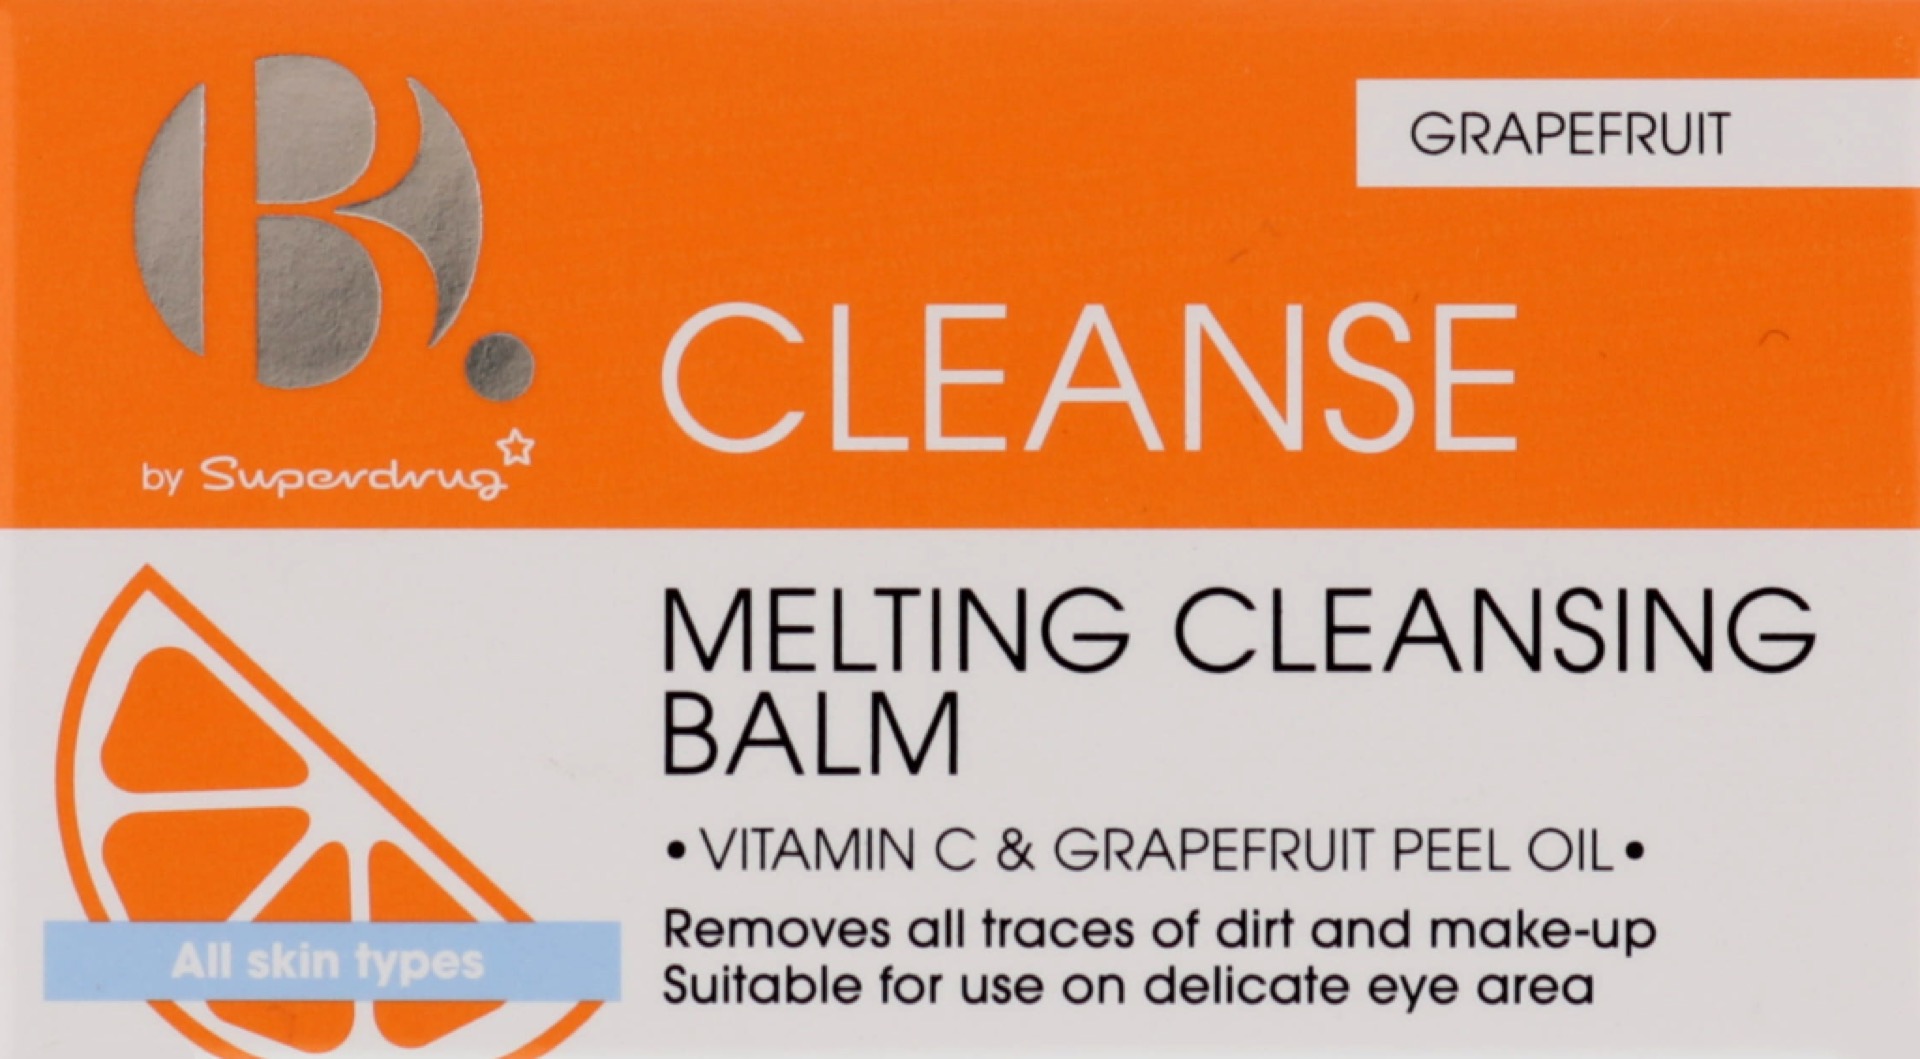 B.
by Superdrug
GRAPEFRUIT
CLEANSE
MELTING CLEANSING
BALM
• VITAMIN C & GRAPEFRUIT PEEL OIL •
Removes all traces of dirt and make-up
Suitable for use on delicate eye area
All skin types